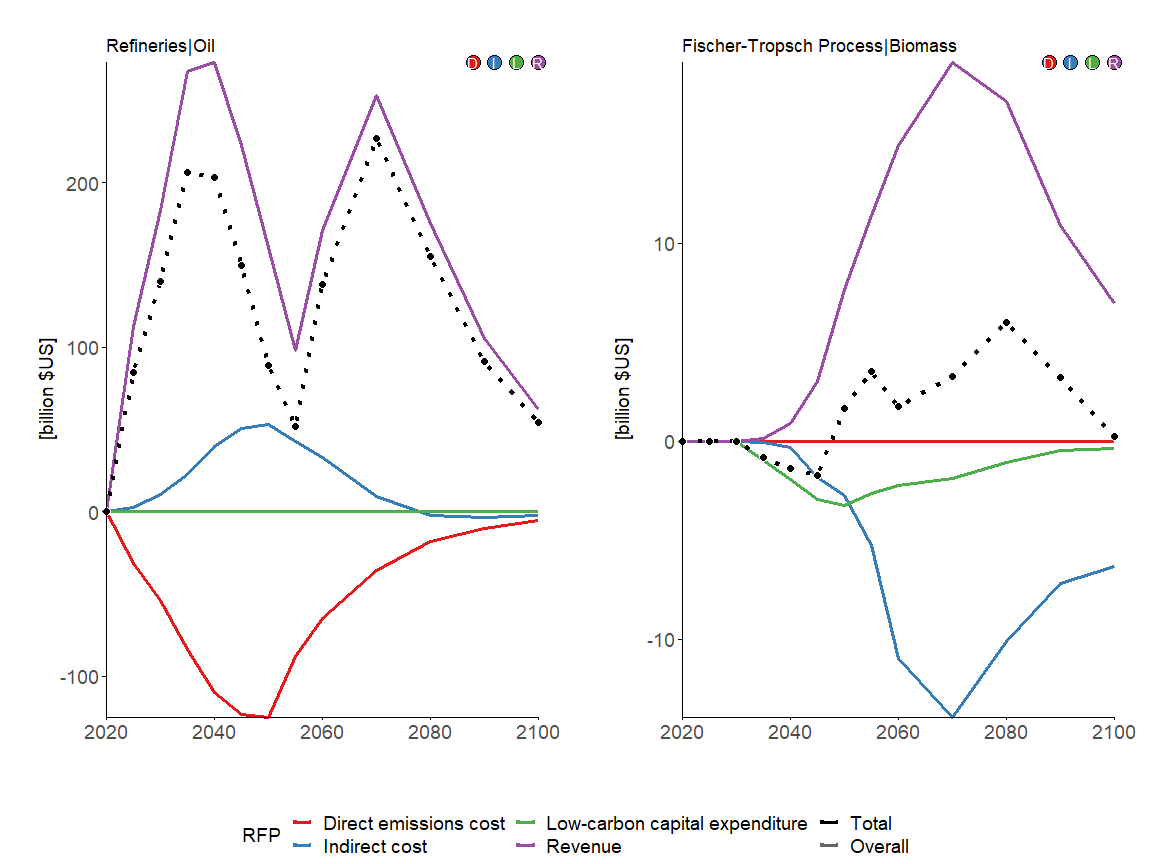 Refineries|Oil
Fischer-Tropsch Process|Biomass
D I L R
D I L R
[billion $US]
200
100
0
-100
2020 2040 2060 2080 2100
[billion $US]
10
0
-10
2020 2040 2060 2080 2100
RFP
Direct emissions cost Low-carbon capital expenditure Total
Indirect cost Revenue Overall